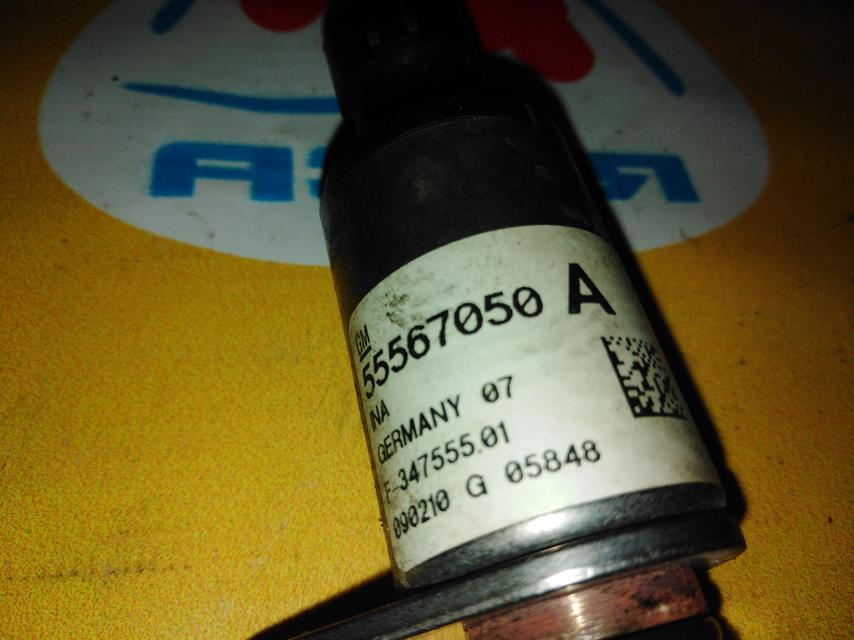 GM
55567050 A
INA
GERMANY 07
F-347555.01
090210 G 05848